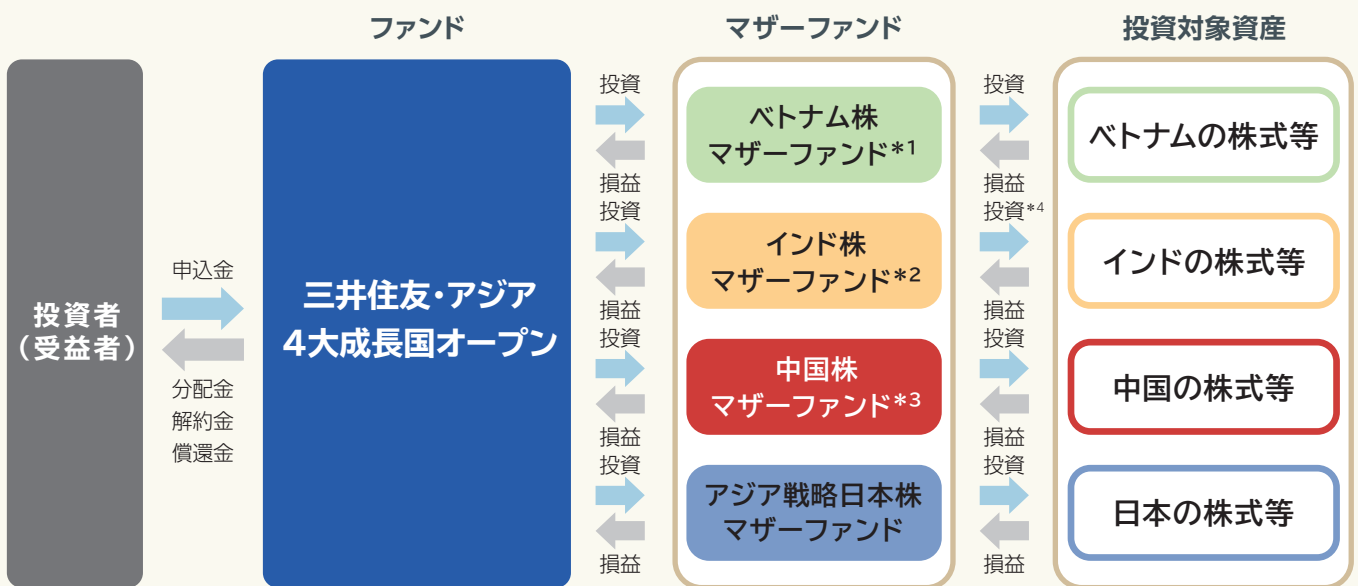 ファンド
マザーファンド
投資対象資産
投資者
（受益者）
申込金
分配金
解約金
償還金
三井住友・アジア
4大成長国オープン
投資
損益
投資
損益
投資
損益
投資
損益
ベトナム株
マザーファンド*1
インド株
マザーファンド*2
中国株
マザーファンド*3
アジア戦略日本株
マザーファンド
投資
損益
投資*4
損益
投資
損益
投資
損益
ベトナムの株式等
インドの株式等
中国の株式等
日本の株式等